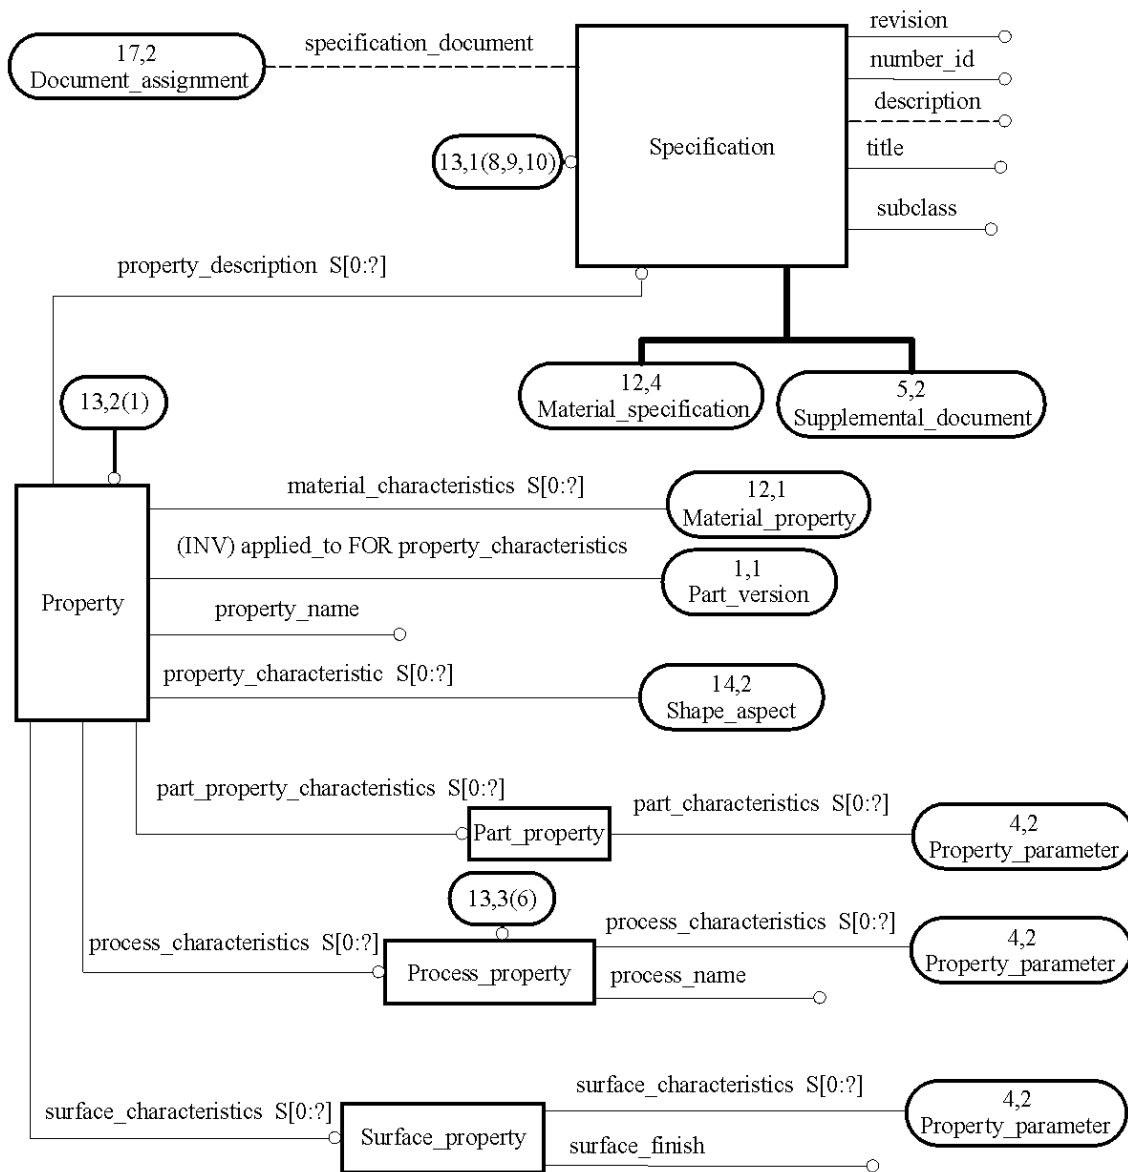 revision
17,2
Document_assignment
specification_document
number_id
description
13,1(8,9,10)
Specification
title
subclass
property_description S[0:?]
12,4
Material_specification
5,2
Supplemental_document
13,2(1)
material_characteristics S[0:?]
12,1
Material_property
(INV) applied_to FOR property_characteristics
1,1
Part_version
Property
property_name
property_characteristic S[0:?]
14,2
Shape_aspect
part_property_characteristics S[0:?]
Part_property
part_characteristics S[0:?]
4,2
Property_parameter
13,3(6)
process_characteristics S[0:?]
Process_property
process_characteristics S[0:?]
4,2
Property_parameter
process_name
surface_characteristics S[0:?]
Surface_property
surface_characteristics S[0:?]
4,2
Property_parameter
surface_finish